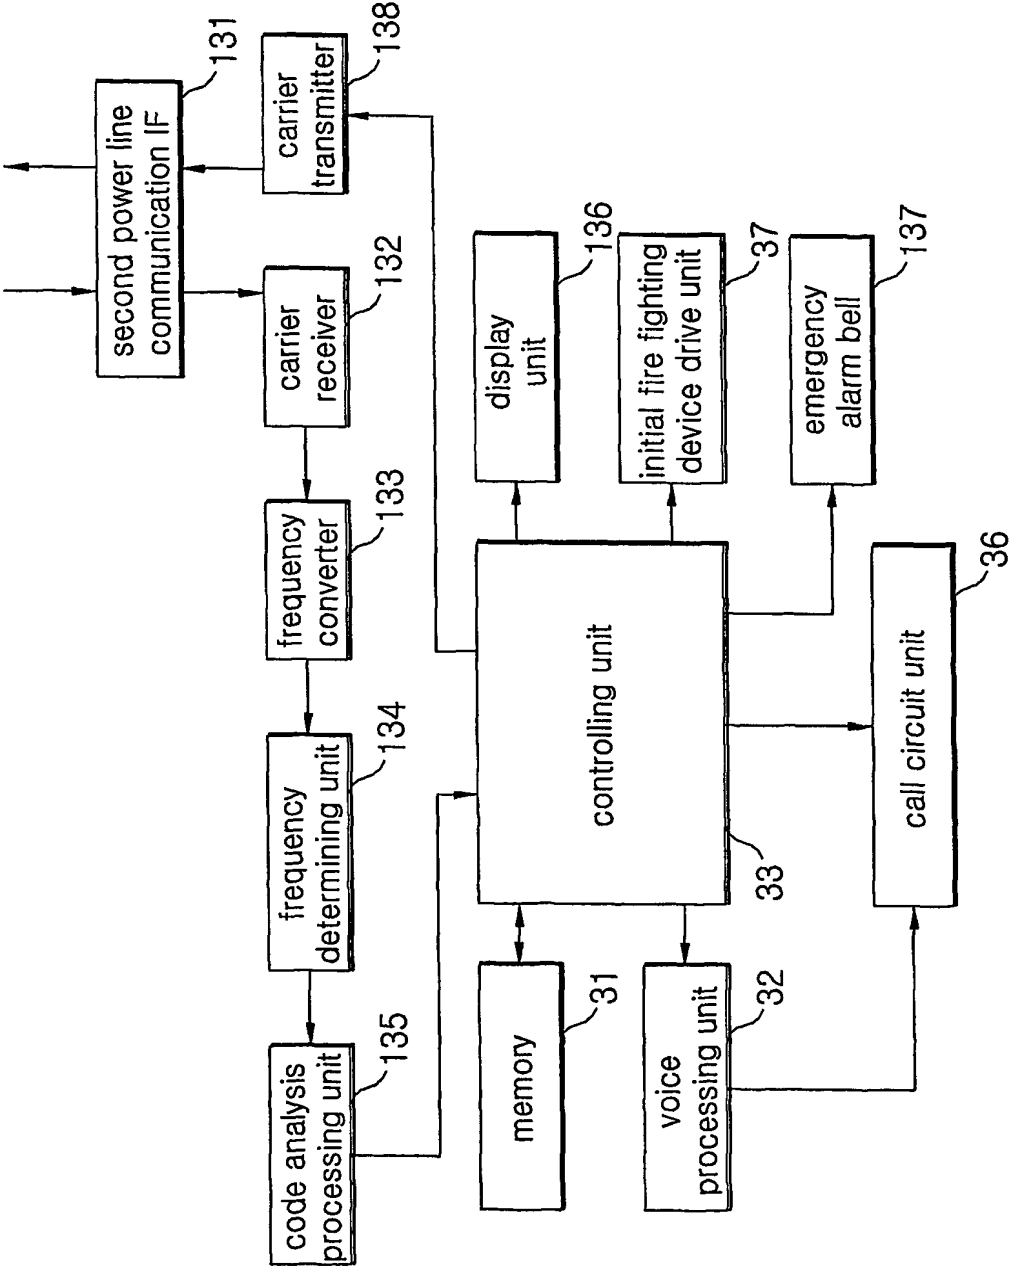 second power line
communication IF
131
carrier
transmitter
138
carrier
receiver
132
frequency
converter
133
frequency
determining unit
134
code analysis
processing unit
135
display
unit
136
initial fire fighting
device drive unit
37
emergency
alarm bell
137
controlling unit
33
memory
31
voice
processing unit
32
call circuit unit
36